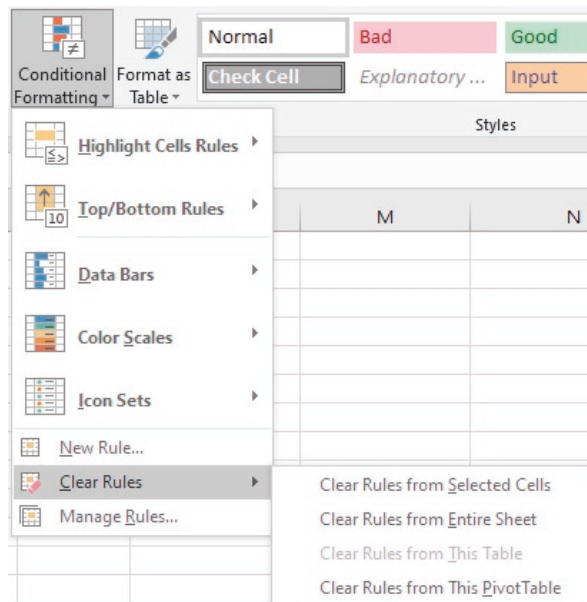 Conditional
Formatting
Format as
Table
Normal
Bad
Good
Check Cell
Explanatory ...
Input
Styles
M
N
Highlight Cells Rules
10
Top/Bottom Rules
Data Bars
Color Scales
Icon Sets
New Rule...
Clear Rules
Manage Rules...
Clear Rules from Selected Cells
Clear Rules from Entire Sheet
Clear Rules from This Table
Clear Rules from This PivotTable